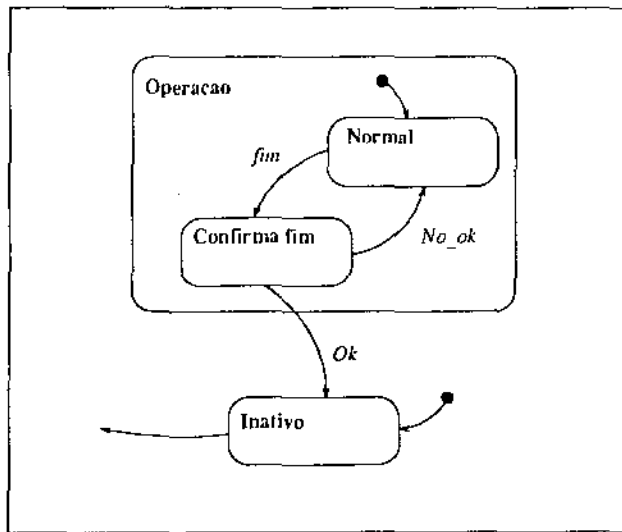 Operacao
Normal
fim
Confirma fim
No_ok
Ok
Inativo